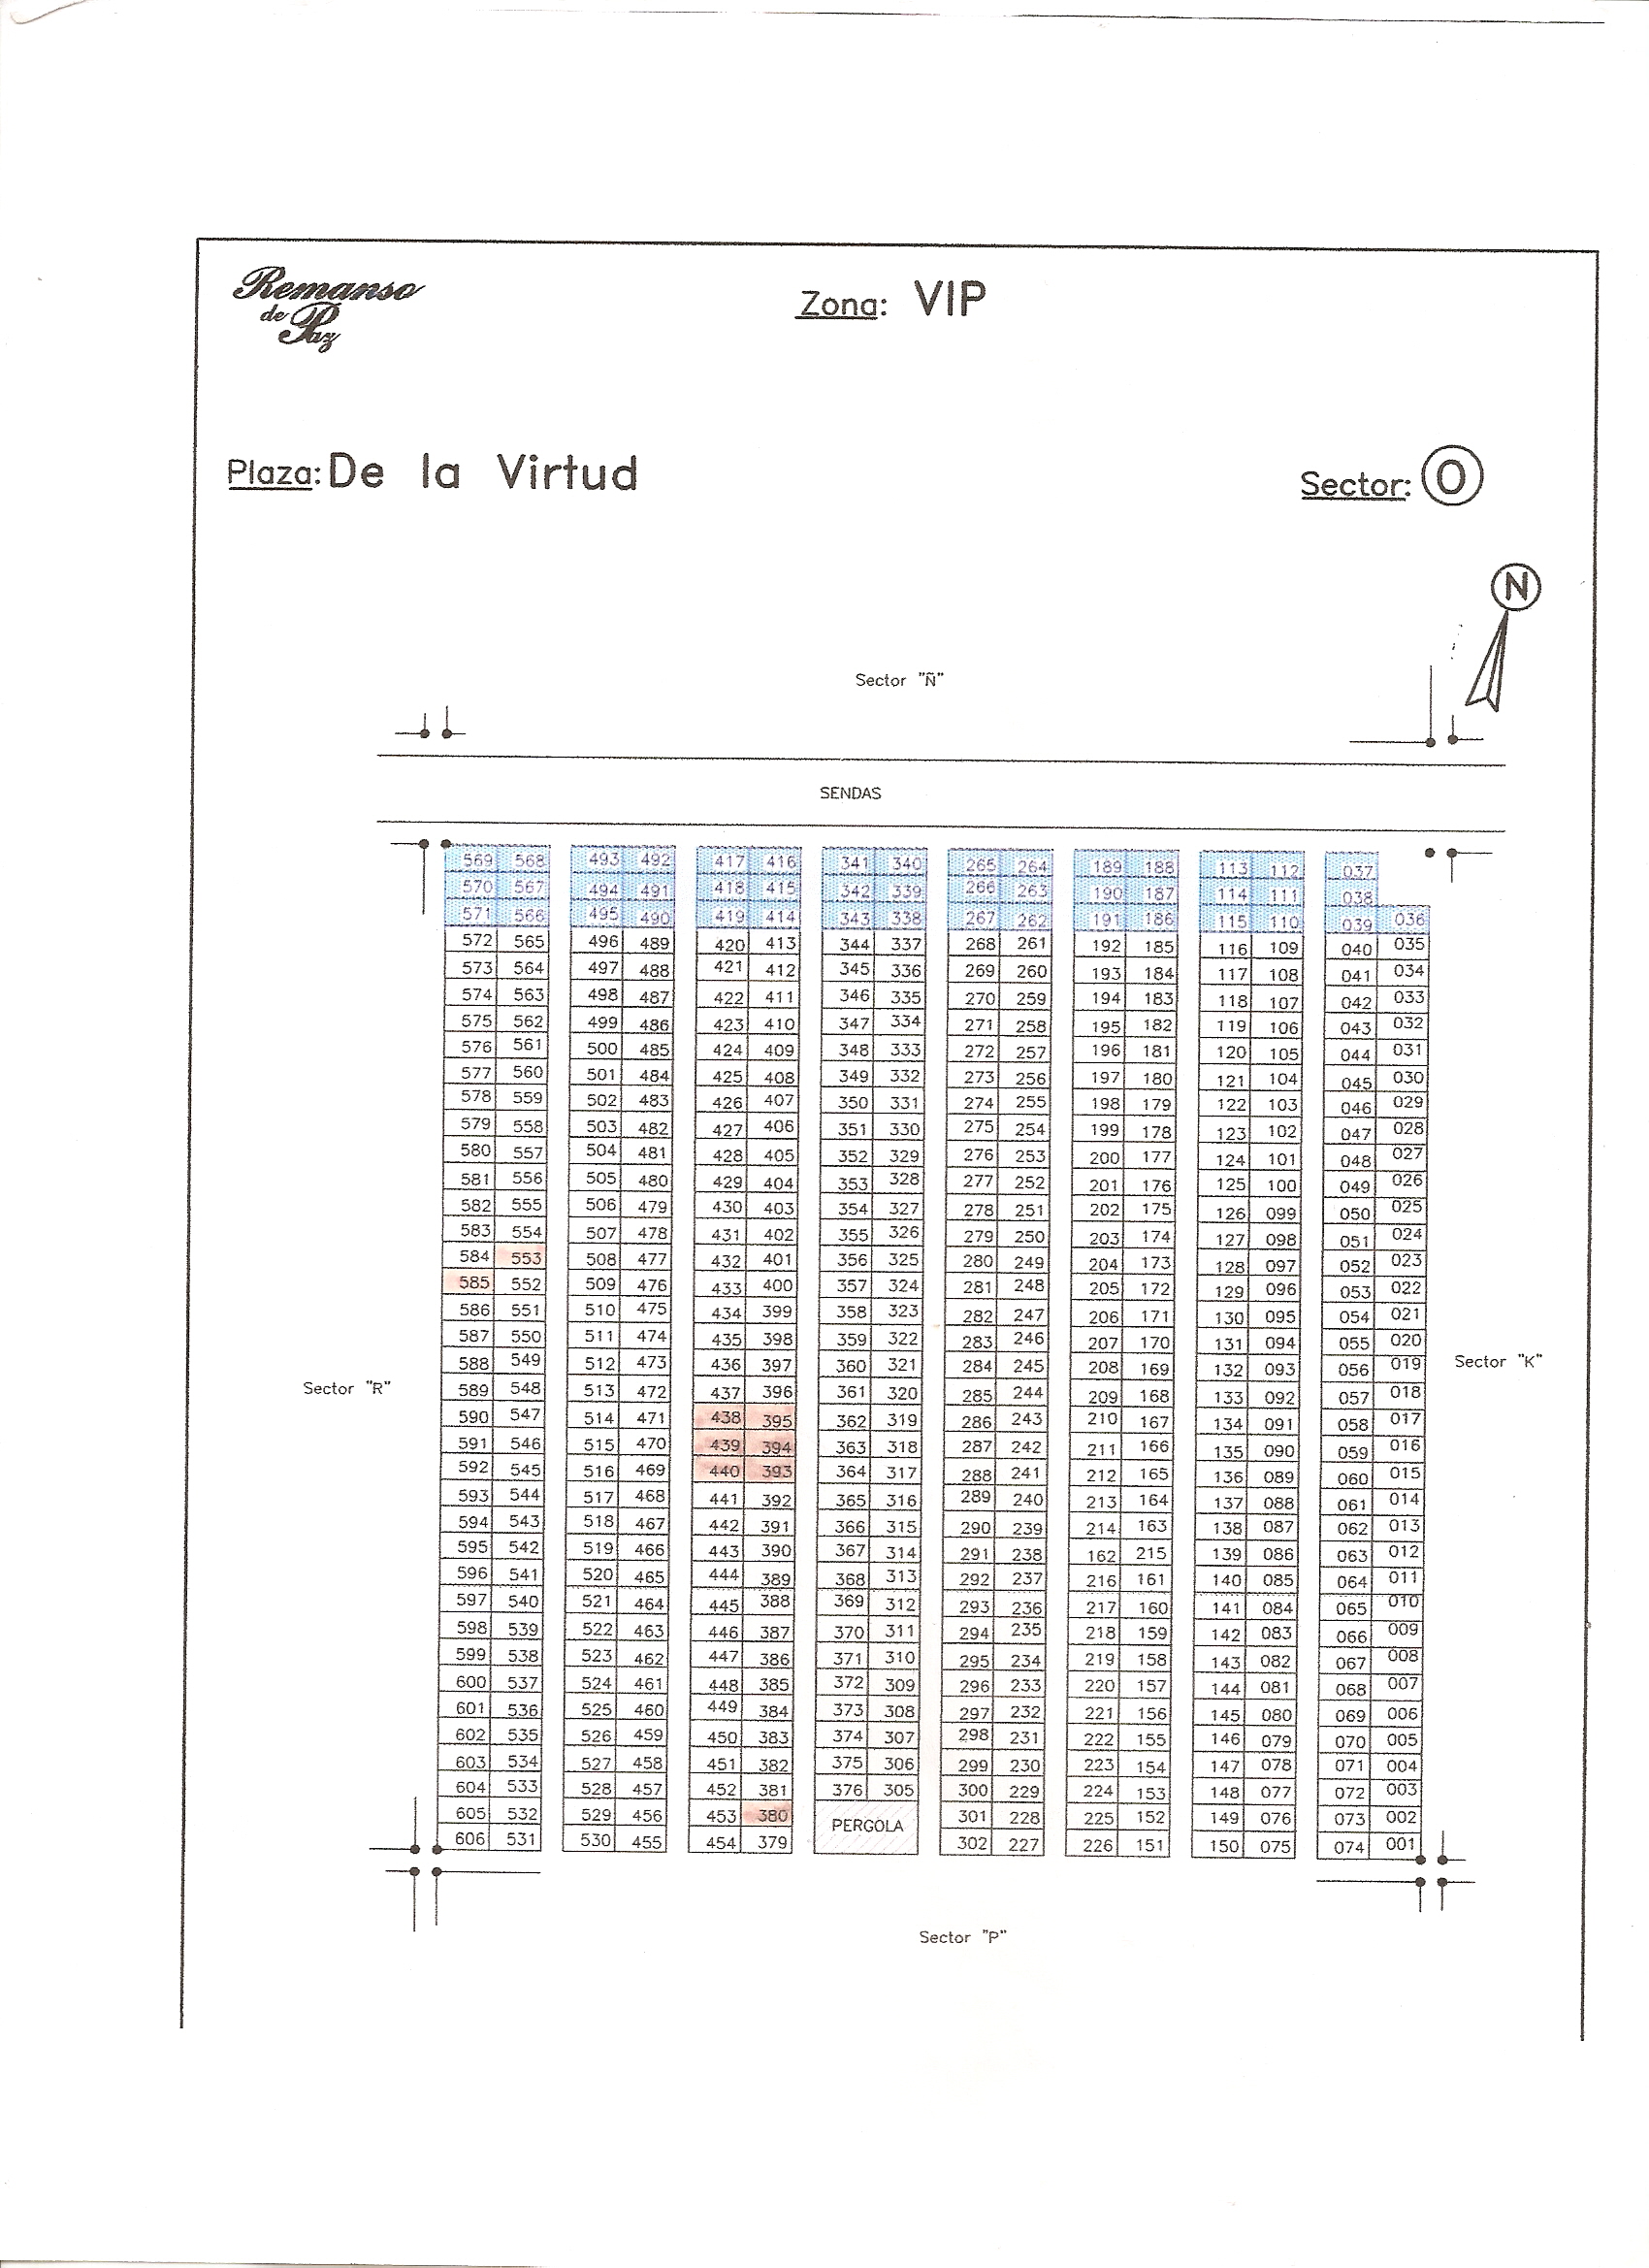 Remanso
de Paz
Zona: VIP
Plaza: De la Virtud
Sector: O
N
Sector "Ñ"
SENDAS
569 568 493 492 417 416 341 340 265 264 189 188 113 112 037
570 567 494 491 418 415 342 339 266 263 190 187 114 111 038
571 566 495 490 419 414 343 338 267 262 191 186 115 110 039 036
572 565 496 489 420 413 344 337 268 261 192 185 116 109 040 035
573 564 497 488 421 412 345 336 269 260 193 184 117 108 041 034
574 563 498 487 422 411 346 335 270 259 194 183 118 107 042 033
575 562 499 486 423 410 347 334 271 258 195 182 119 106 043 032
576 561 500 485 424 409 348 333 272 257 196 181 120 105 044 031
577 560 501 484 425 408 349 332 273 256 197 180 121 104 045 030
578 559 502 483 426 407 350 331 274 255 198 179 122 103 046 029
579 558 503 482 427 406 351 330 275 254 199 178 123 102 047 028
580 557 504 481 428 405 352 329 276 253 200 177 124 101 048 027
581 556 505 480 429 404 353 328 277 252 201 176 125 100 049 026
582 555 506 479 430 403 354 327 278 251 202 175 126 099 050 025
583 554 507 478 431 402 355 326 279 250 203 174 127 098 051 024
584 553 508 477 432 401 356 325 280 249 204 173 128 097 052 023
585 552 509 476 433 400 357 324 281 248 205 172 129 096 053 022
586 551 510 475 434 399 358 323 282 247 206 171 130 095 054 021
587 550 511 474 435 398 359 322 283 246 207 170 131 094 055 020
588 549 512 473 436 397 360 321 284 245 208 169 132 093 056 019
Sector "K"
Sector "R"
589 548 513 472 437 396 361 320 285 244 209 168 133 092 057 018
590 547 514 471 438 395 362 319 286 243 210 167 134 091 058 017
591 546 515 470 439 394 363 318 287 242 211 166 135 090 059 016
592 545 516 469 440 393 364 317 288 241 212 165 136 089 060 015
593 544 517 468 441 392 365 316 289 240 213 164 137 088 061 014
594 543 518 467 442 391 366 315 290 239 214 163 138 087 062 013
595 542 519 466 443 390 367 314 291 238 162 215 139 086 063 012
596 541 520 465 444 389 368 313 292 237 216 161 140 085 064 011
597 540 521 464 445 388 369 312 293 236 217 160 141 084 065 010
598 539 522 463 446 387 370 311 294 235 218 159 142 083 066 009
599 538 523 462 447 386 371 310 295 234 219 158 143 082 067 008
600 537 524 461 448 385 372 309 296 233 220 157 144 081 068 007
601 536 525 460 449 384 373 308 297 232 221 156 145 080 069 006
602 535 526 459 450 383 374 307 298 231 222 155 146 079 070 005
603 534 527 458 451 382 375 306 299 230 223 154 147 078 071 004
604 533 528 457 452 381 376 305 300 229 224 153 148 077 072 003
605 532 529 456 453 380 PERGOLA 301 228 225 152 149 076 073 002
606 531 530 455 454 379 302 227 226 151 150 075 074 001
Sector "P"